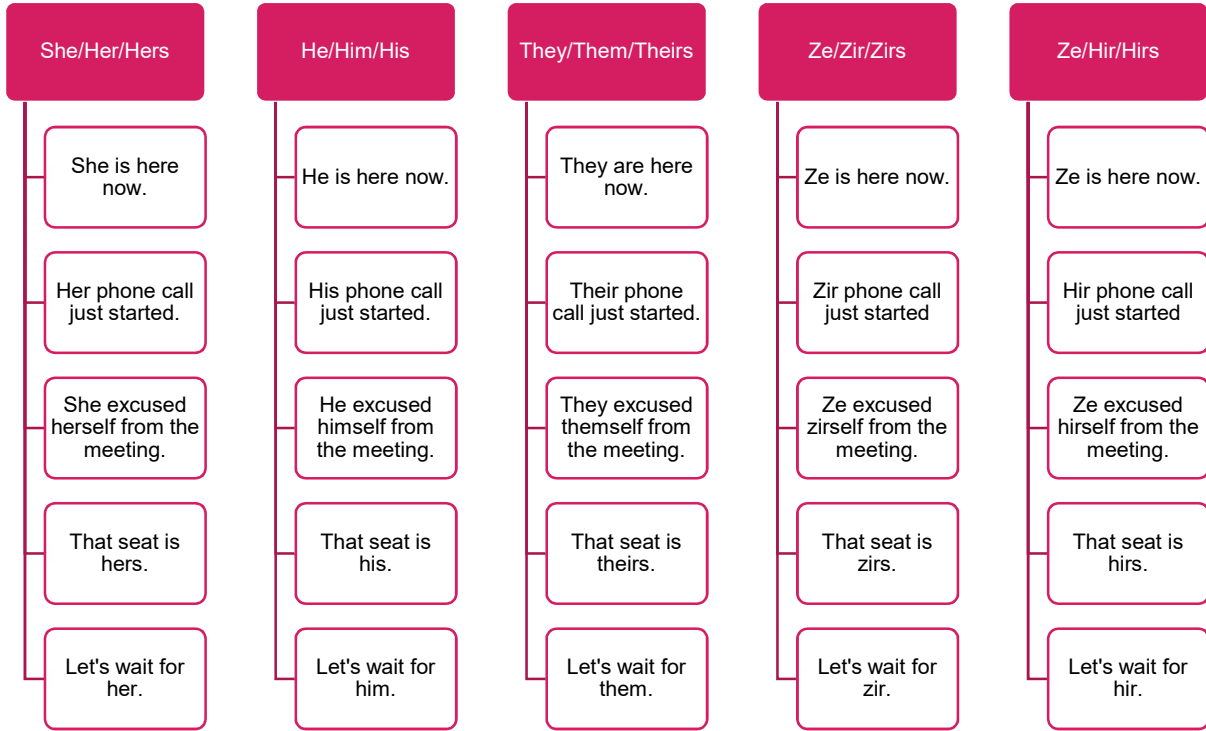 She/Her/Hers
She is here
now.
Her phone call
just started.
She excused
herself from the
meeting.
That seat is
hers.
Let's wait for
her.
He/Him/His
He is here now.
His phone call
just started.
He excused
himself from
the meeting.
That seat is
his.
Let's wait for
him.
They/Them/Theirs
They are here
now.
Their phone
call just started.
They excused
themself from
the meeting.
That seat is
theirs.
Let's wait for
them.
Ze/Zir/Zirs
Ze is here now.
Zir phone call
just started
Ze excused
zirself from the
meeting.
That seat is
zirs.
Let's wait for
zir.
Ze/Hir/Hirs
Ze is here now.
Hir phone call
just started
Ze excused
hirself from the
meeting.
That seat is
hirs.
Let's wait for
hir.